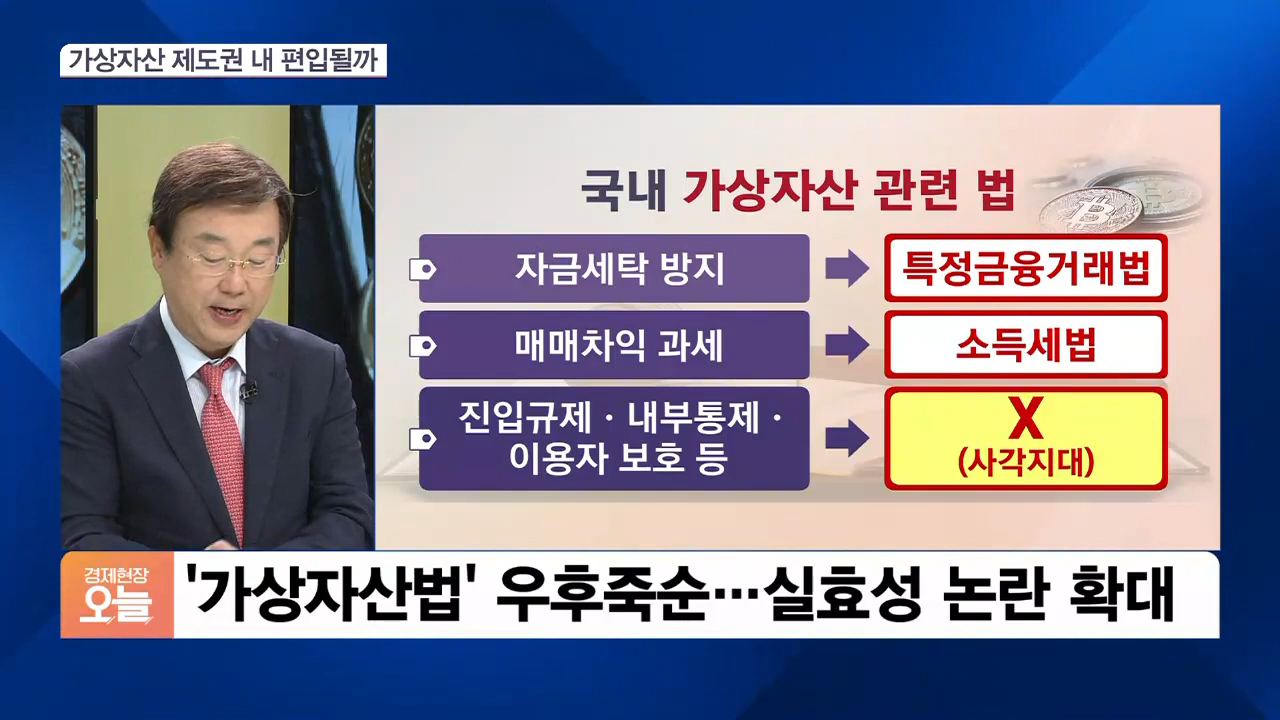 가상자산 제도권 내 편입될까
국내 가상자산 관련 법
자금세탁 방지
특정금융거래법
매매차익 과세
소득세법
진입규제·내부통제·
이용자 보호 등
X
(사각지대)
경제현장
오늘
'가상자산법' 우후죽순…실효성 논란 확대